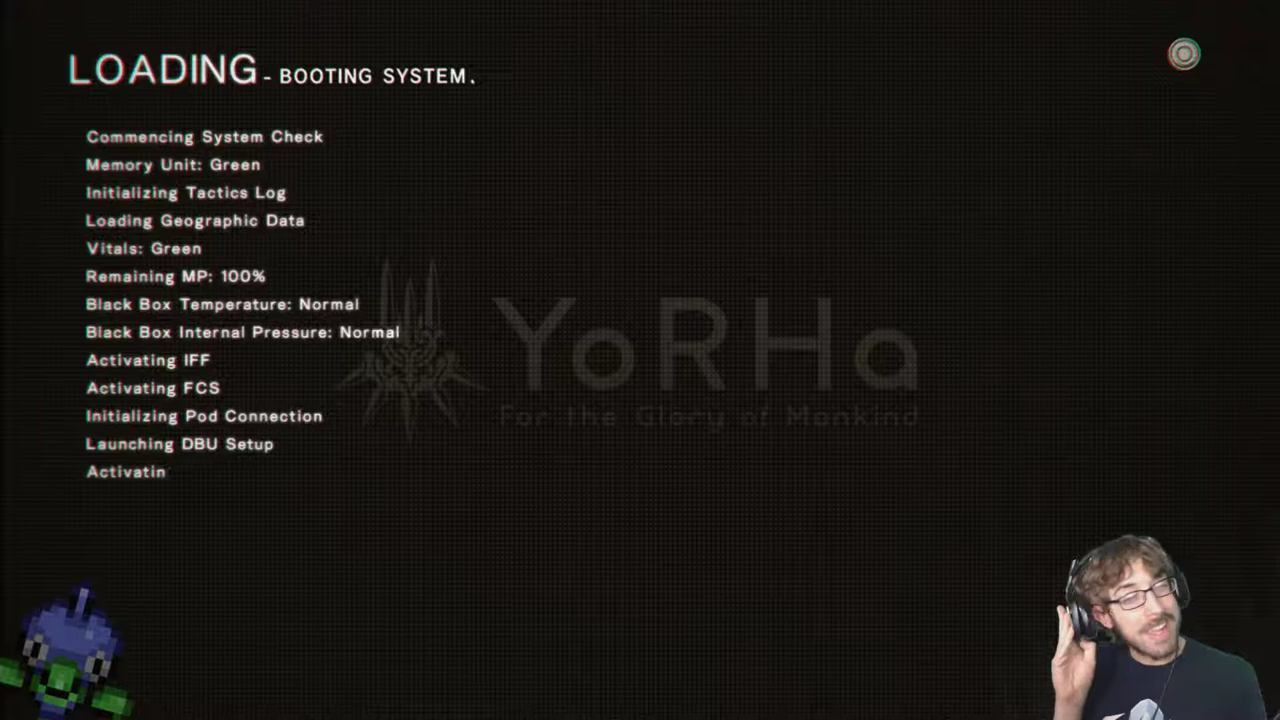 LOADING - BOOTING SYSTEM.
Commencing System Check
Memory Unit: Green
Initializing Tactics Log
Loading Geographic Data
Vitals: Green
Remaining MP: 100%
Black Box Temperature: Normal
Black Box Internal Pressure: Normal
Activating IFF
Activating FCS
Initializing Pod Connection
Launching DBU Setup
Activatin
YoRHa
For the Glory of Mankind